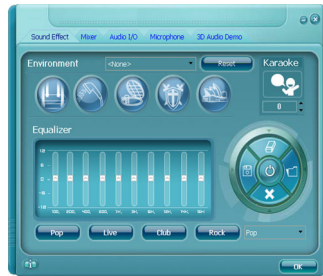 Sound Effect Mixer Audio I/O Microphone 3D Audio Demo
Environment <None> Reset Karaoke
0
Equalizer
Pop Live Club Rock Pop
OK